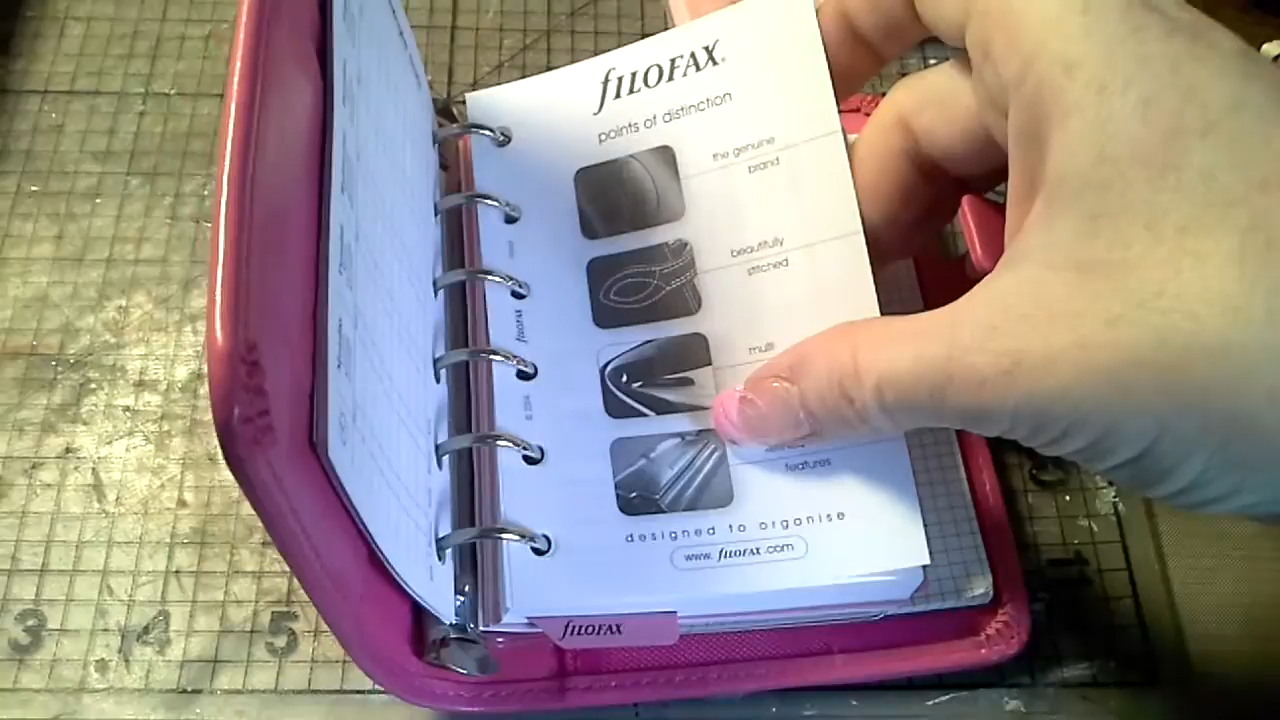 fILOFAX
points of distinction
the genuine
brand
beautifully
stitched
multi
features
designed to organise
www. fILOFAX .com
fILOFAX
fILOFAX
3 4 5